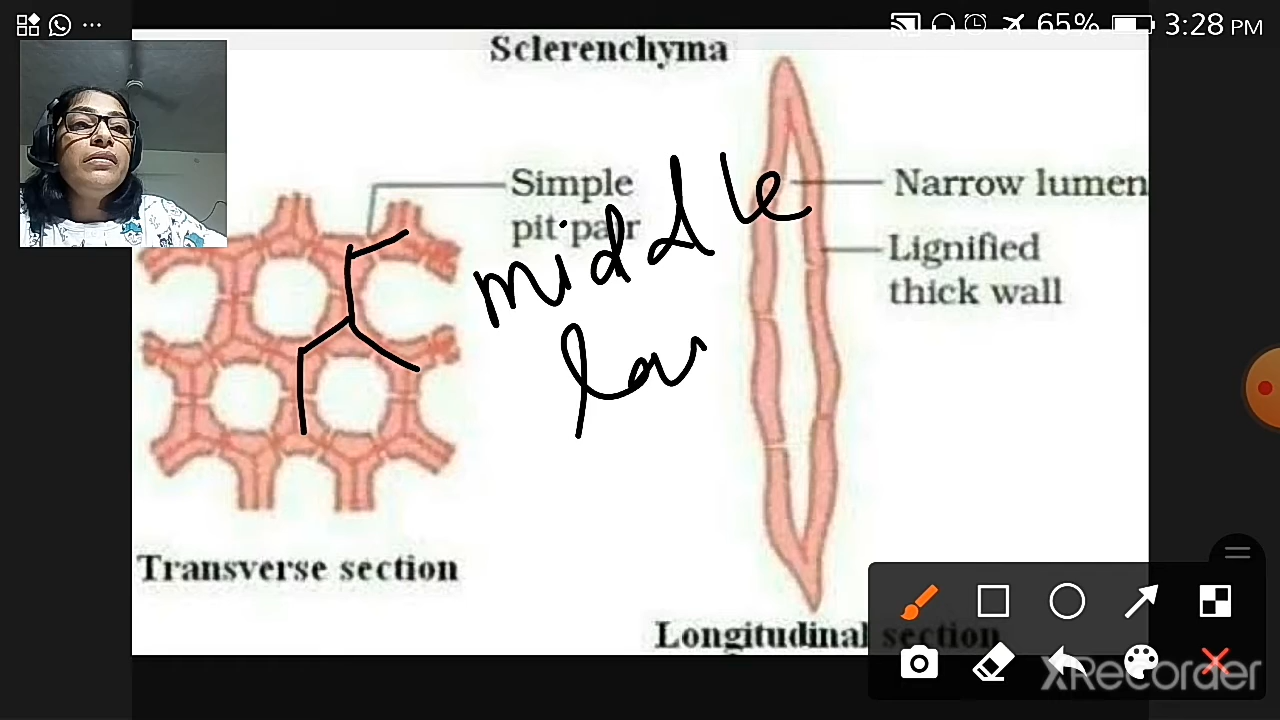 65% 3:28 PM
Sclerenchyma
Simple
pit pair
Narrow lumen
Lignified
thick wall
middle
Transverse section
Longitudinal section
XRecorder